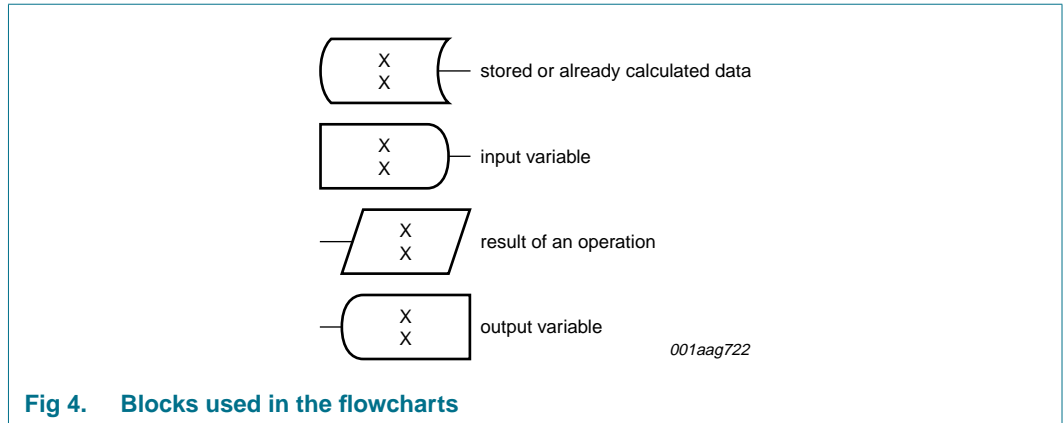 X
X
stored or already calculated data
X
X
input variable
X
X
result of an operation
X
X
output variable
001aag722
Fig 4. Blocks used in the flowcharts